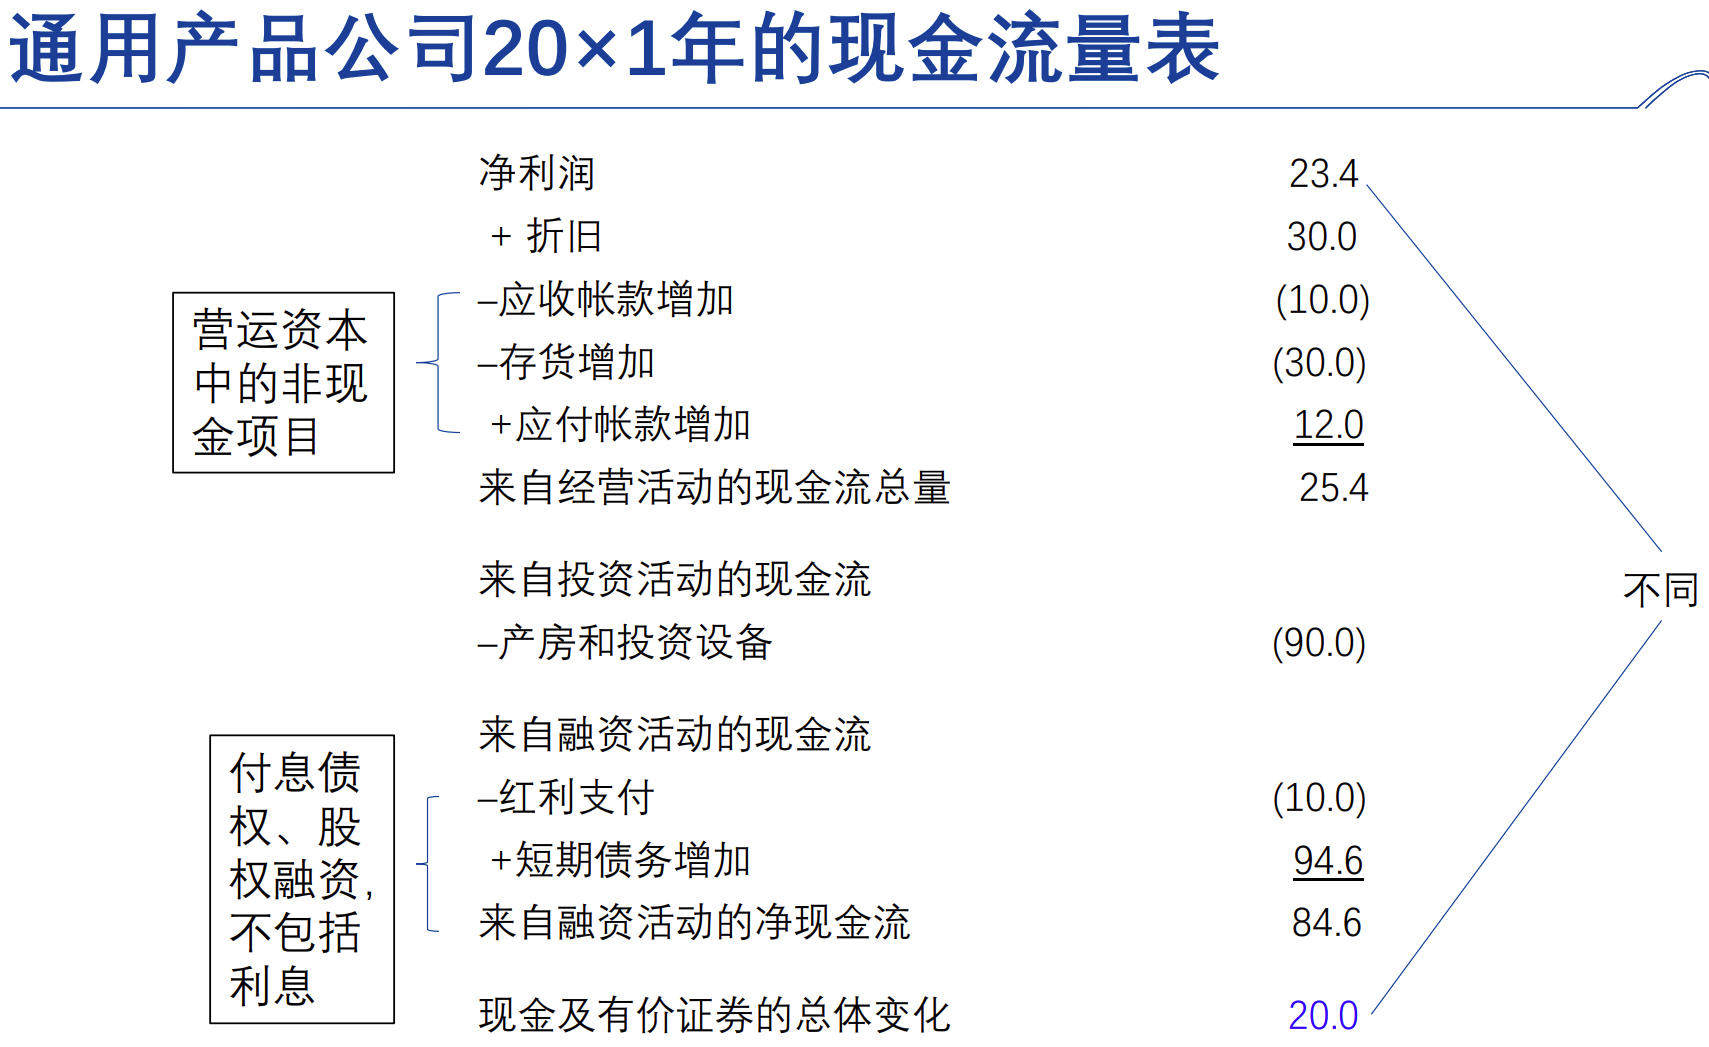 通用产品公司20×1年的现金流量表
净利润 23.4
+ 折旧 30.0
–应收帐款增加 (10.0)
–存货增加 (30.0)
+应付帐款增加 12.0
来自经营活动的现金流总量 25.4
营运资本
中的非现
金项目
来自投资活动的现金流
–产房和投资设备 (90.0)
不同
来自融资活动的现金流
–红利支付 (10.0)
+短期债务增加 94.6
来自融资活动的净现金流 84.6
付息债
权、股
权融资,
不包括
利息
现金及有价证券的总体变化 20.0